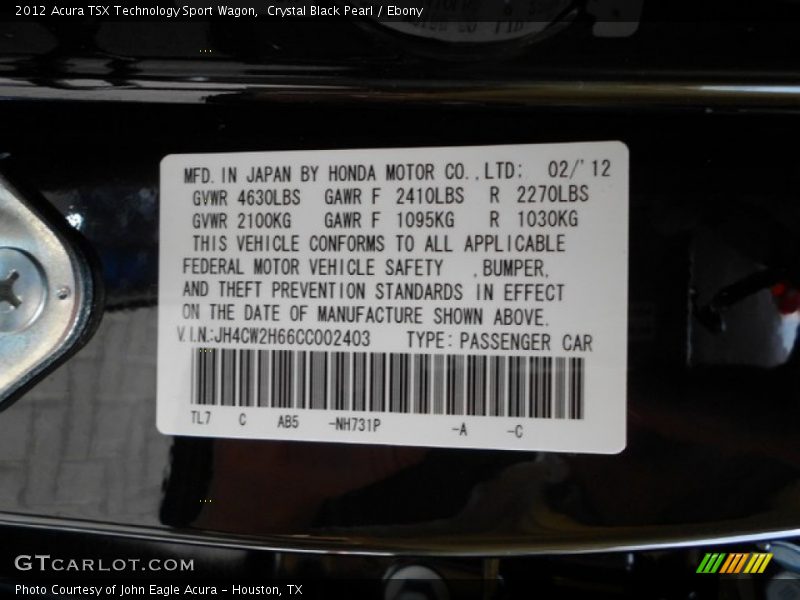 2012 Acura TSX Technology Sport Wagon,  Crystal Black Pearl / Ebony
MFD. IN JAPAN BY HONDA MOTOR CO., LTD: 02/'12
GVWR 4630LBS GAWR F 2410LBS R 2270LBS
GVWR 2100KG GAWR F 1095KG R 1030KG
THIS VEHICLE CONFORMS TO ALL APPLICABLE
FEDERAL MOTOR VEHICLE SAFETY , BUMPER,
AND THEFT PREVENTION STANDARDS IN EFFECT
ON THE DATE OF MANUFACTURE SHOWN ABOVE.
V.I.N.:JH4CW2H66CC002403 TYPE: PASSENGER CAR
TL7 C AB5 -NH731P -A -C
GTCARLOT.COM
Photo Courtesy of John Eagle Acura - Houston, TX